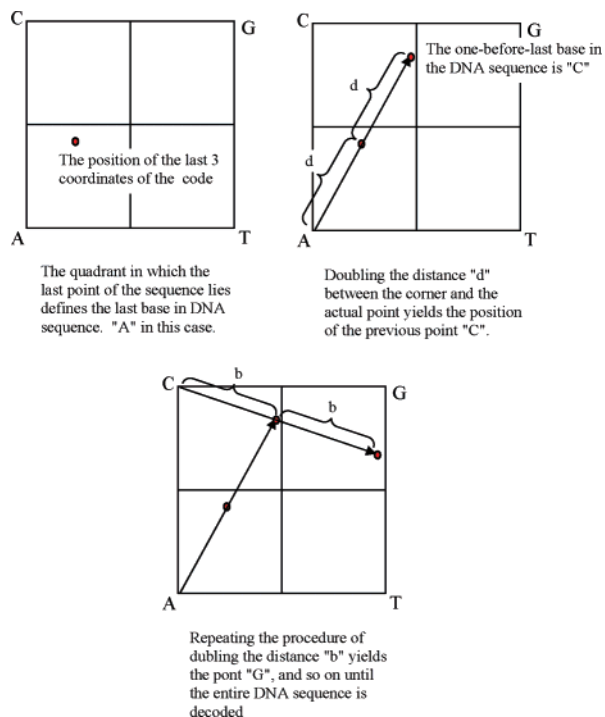 C
G
The position of the last 3
coordinates of the code
A
T
The quadrant in which the
last point of the sequence lies
defines the last base in DNA
sequence. "A" in this case.
C
G
The one-before-last base in
the DNA sequence is "C"
d
d
A
T
Doubling the distance "d"
between the corner and the
actual point yields the position
of the previous point "C".
b
C
G
b
A
T
Repeating the procedure of
dubling the distance "b" yields
the pont "G", and so on until
the entire DNA sequence is
decoded